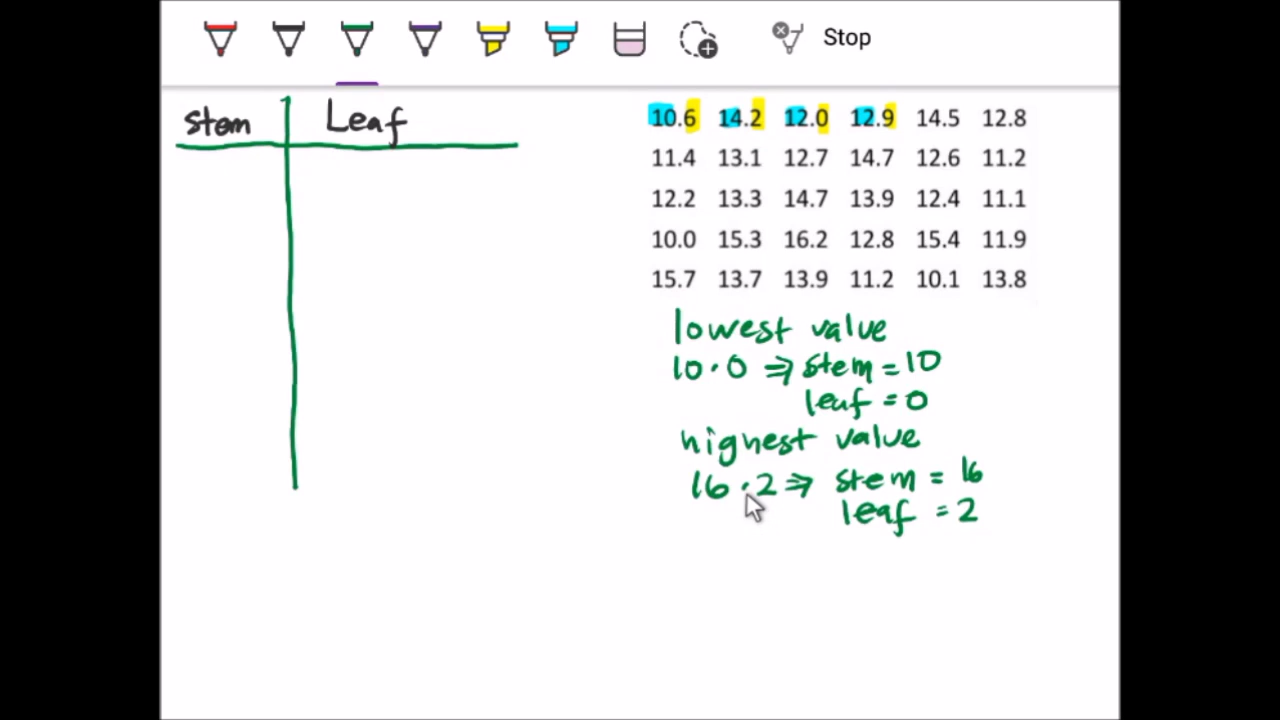 Stop
Stem Leaf
10.6 14.2 12.0 12.9 14.5 12.8
11.4 13.1 12.7 14.7 12.6 11.2
12.2 13.3 14.7 13.9 12.4 11.1
10.0 15.3 16.2 12.8 15.4 11.9
15.7 13.7 13.9 11.2 10.1 13.8
lowest value
10.0 ⇒ stem = 10
leaf = 0
highest value
16.2 ⇒ stem = 16
leaf = 2